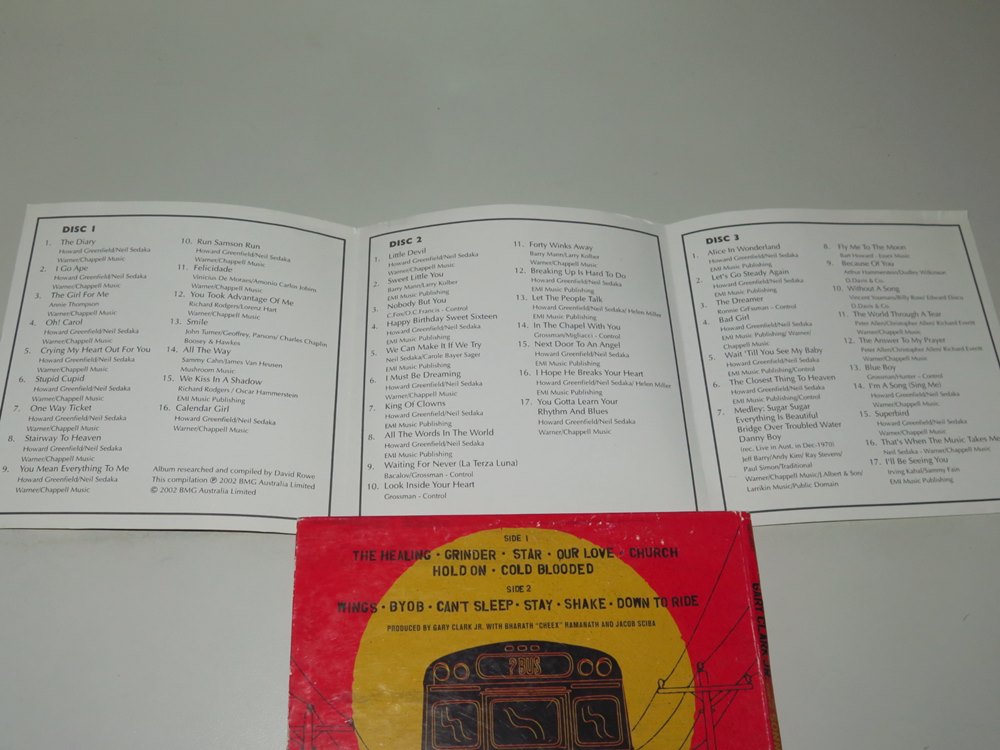 DISC 1
1. The Diary
Howard Greenfield/Neil Sedaka
Warner/Chappell Music
2. I Go Ape
Howard Greenfield/Neil Sedaka
Warner/Chappell Music
3. The Girl For Me
Annie Thompson
Warner/Chappell Music
4. Oh! Carol
Howard Greenfield/Neil Sedaka
Warner/Chappell Music
5. Crying My Heart Out For You
Howard Greenfield/Neil Sedaka
Warner/Chappell Music
6. Stupid Cupid
Howard Greenfield/Neil Sedaka
Warner/Chappell Music
7. One Way Ticket
Howard Greenfield/Neil Sedaka
Warner/Chappell Music
8. Stairway To Heaven
Howard Greenfield/Neil Sedaka
Warner/Chappell Music
9. You Mean Everything To Me
Howard Greenfield/Neil Sedaka
Warner/Chappell Music
10. Run Samson Run
Howard Greenfield/Neil Sedaka
Warner/Chappell Music
11. Felicidade
Vinicius De Moraes/Amonio Carlos Jobim
Warner/Chappell Music
12. You Took Advantage Of Me
Richard Rodgers/Lorenz Hart
Warner/Chappell Music
13. Smile
John Turner/Geoffrey, Parsons/ Charles Chaplin
Boosey & Hawkes
14. All The Way
Sammy Cahn/James Van Heusen
Mushroom Music
15. We Kiss In A Shadow
Richard Rodgers / Oscar Hammerstein
EMI Music Publishing
16. Calendar Girl
Howard Greenfield/Neil Sedaka
Warner/Chappell Music
Album researched and compiled by David Rowe
This compilation ℗ 2002 BMG Australia Limited
© 2002 BMG Australia Limited
DISC 2
1. Little Devil
Howard Greenfield/Neil Sedaka
Warner/Chappell Music
2. Sweet Little You
Barry Mann/Larry Kolber
EMI Music Publishing
3. Nobody But You
C.Fox/O.C.Francis - Control
4. Happy Birthday Sweet Sixteen
Howard Greenfield/Neil Sedaka
EMI Music Publishing
5. We Can Make It If We Try
Neil Sedaka/Carole Bayer Sager
EMI Music Publishing
6. I Must Be Dreaming
Howard Greenfield/Neil Sedaka
Warner/Chappell Music
7. King Of Clowns
Howard Greenfield/Neil Sedaka
EMI Music Publishing
8. All The Words In The World
Howard Greenfield/Neil Sedaka
EMI Music Publishing
9. Waiting For Never (La Terza Luna)
Bacalov/Grossman - Control
10. Look Inside Your Heart
Grossman - Control
11. Forty Winks Away
Barry Mann/Larry Kolber
Warner/Chappell Music
12. Breaking Up Is Hard To Do
Howard Greenfield/Neil Sedaka
EMI Music Publishing
13. Let The People Talk
Howard Greenfield/Neil Sedaka/ Helen Miller
EMI Music Publishing
14. In The Chapel With You
Grossman/Migliacci - Control
15. Next Door To An Angel
Howard Greenfield/Neil Sedaka
EMI Music Publishing
16. I Hope He Breaks Your Heart
Howard Greenfield/Neil Sedaka/ Helen Miller
EMI Music Publishing
17. You Gotta Learn Your
Rhythm And Blues
Howard Greenfield/Neil Sedaka
Warner/Chappell Music
DISC 3
1. Alice In Wonderland
Howard Greenfield/Neil Sedaka
EMI Music Publishing
2. Let's Go Steady Again
Howard Greenfield/Neil Sedaka
EMI Music Publishing
3. The Dreamer
Ronnie - Control
4. Bad Girl
Howard Greenfield/Neil Sedaka
EMI Music Publishing/ Warner/
Chappell Music
5. Wait 'Till You See My Baby
Howard Greenfield/Neil Sedaka
EMI Music Publishing/Control
6. The Closest Thing To Heaven
Howard Greenfield/Neil Sedaka
EMI Music Publishing
7. Medley: Sugar Sugar
Everything Is Beautiful
Bridge Over Troubled Water
Danny Boy
(rec. Live in Aust. in Dec-1970)
Jeff Barry/Andy Kim/ Ray Stevens/
Paul Simon/Traditional
Warner/Chappell Music/J.Albert & Son/
Larrikin Music/Public Domain
8. Fly Me To The Moon
Bart Howard - Essex Music
9. Because Of You
Arthur Hammerstein/Dudley Wilkinson
D.Davis & Co.
10. Without A Song
Vincent Youmans/Billy Rose/ Edward Eliscu
D.Davis & Co
11. The World Through A Tear
Peter Allen/Christopher Allen/ Richard Everett
Warner/Chappell Music
12. The Answer To My Prayer
Peter Allen/Christopher Allen/ Richard Everett
Warner/Chappell Music
13. Blue Boy
Grossman/Hunter - Control
14. I'm A Song (Sing Me)
Howard Greenfield/Neil Sedaka
Warner/Chappell Music
15. Superbird
Howard Greenfield/Neil Sedaka
Warner/Chappell Music
16. That's When The Music Takes Me
Neil Sedaka - Warner/Chappell Music
17. I'll Be Seeing You
Irving Kahal/Sammy Fain
EMI Music Publishing
SIDE 1
THE HEALING • GRINDER • STAR • OUR LOVE • CHURCH
HOLD ON • COLD BLOODED
SIDE 2
WINGS • BYOB • CAN'T SLEEP • STAY • SHAKE • DOWN TO RIDE
PRODUCED BY GARY CLARK JR. WITH BHARATH "CHEEX" RAMANATH AND JACOB SCIBA
? BUS
GARY CLARK JR.